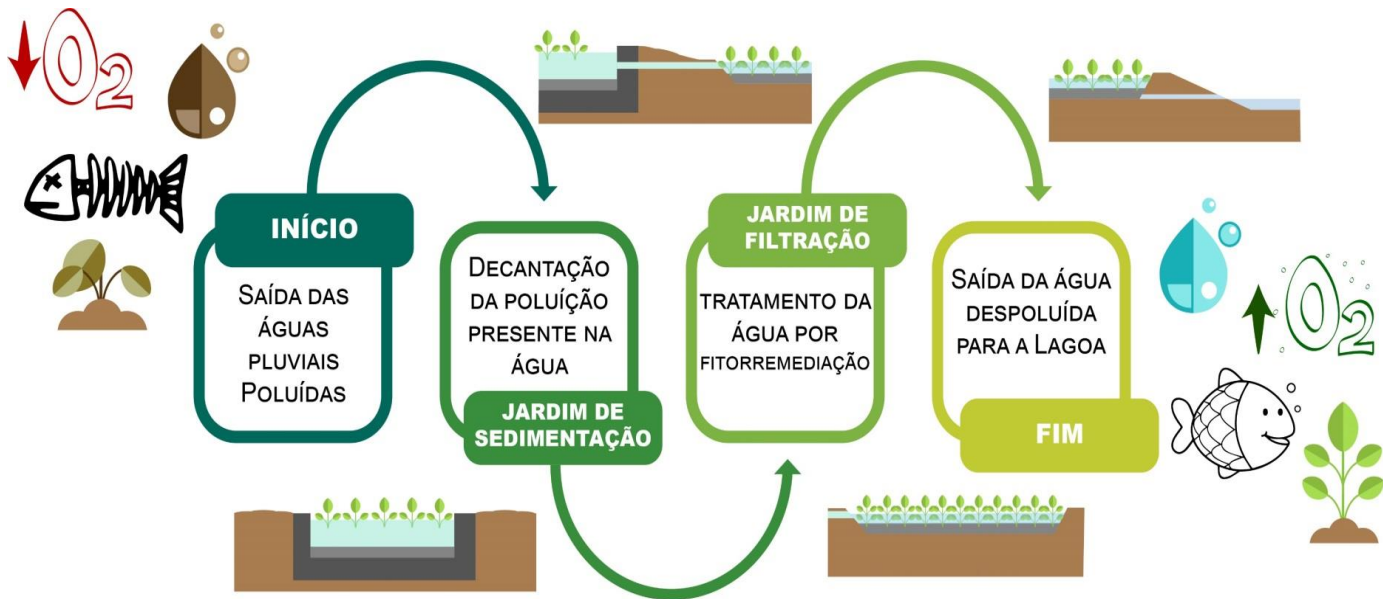 O2
INÍCIO
SAÍDA DAS
ÁGUAS
PLUVIAIS
POLUÍDAS
DECANTAÇÃO
DA POLUÍÇÃO
PRESENTE NA
ÁGUA
JARDIM DE
SEDIMENTAÇÃO
JARDIM DE
FILTRAÇÃO
TRATAMENTO DA
ÁGUA POR
FITORREMEDIAÇÃO
SAÍDA DA ÁGUA
DESPOLUÍDA
PARA A LAGOA
FIM
O2